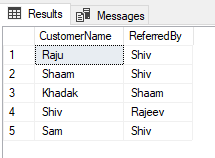 Results Messages
CustomerName ReferredBy
1 Raju Shiv
2 Shaam Shiv
3 Khadak Shaam
4 Shiv Rajeev
5 Sam Shiv